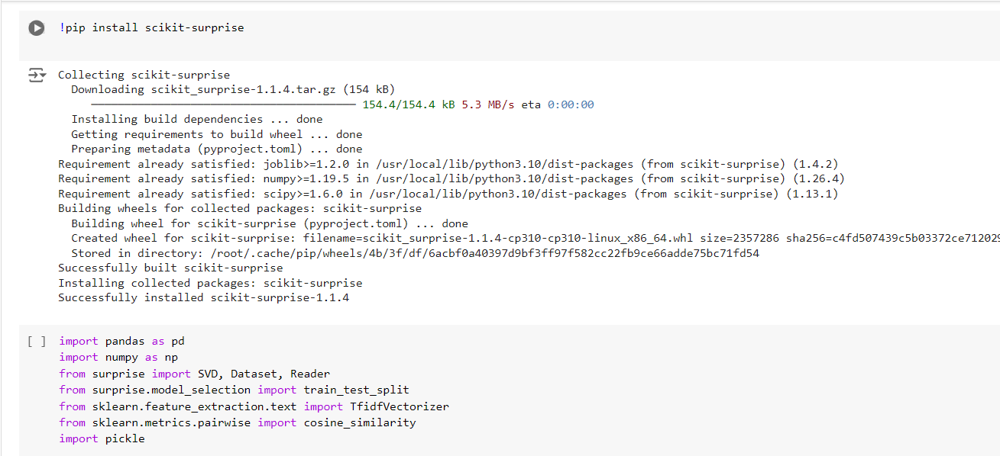 !pip install scikit-surprise
Collecting scikit-surprise
Downloading scikit_surprise-1.1.4.tar.gz (154 kB)
154.4/154.4 kB 5.3 MB/s eta 0:00:00
Installing build dependencies ... done
Getting requirements to build wheel ... done
Preparing metadata (pyproject.toml) ... done
Requirement already satisfied: joblib>=1.2.0 in /usr/local/lib/python3.10/dist-packages (from scikit-surprise) (1.4.2)
Requirement already satisfied: numpy>=1.19.5 in /usr/local/lib/python3.10/dist-packages (from scikit-surprise) (1.26.4)
Requirement already satisfied: scipy>=1.6.0 in /usr/local/lib/python3.10/dist-packages (from scikit-surprise) (1.13.1)
Building wheels for collected packages: scikit-surprise
Building wheel for scikit-surprise (pyproject.toml) ... done
Created wheel for scikit-surprise: filename=scikit_surprise-1.1.4-cp310-cp310-linux_x86_64.whl size=2357286 sha256=c4fd507439c5b03372ce712029
Stored in directory: /root/.cache/pip/wheels/4b/3f/df/6acbf0a40397d9bf3ff97f582cc22fb9ce66adde75bc71fd54
Successfully built scikit-surprise
Installing collected packages: scikit-surprise
Successfully installed scikit-surprise-1.1.4
[ ] import pandas as pd
import numpy as np
from surprise import SVD, Dataset, Reader
from surprise.model_selection import train_test_split
from sklearn.feature_extraction.text import TfidfVectorizer
from sklearn.metrics.pairwise import cosine_similarity
import pickle